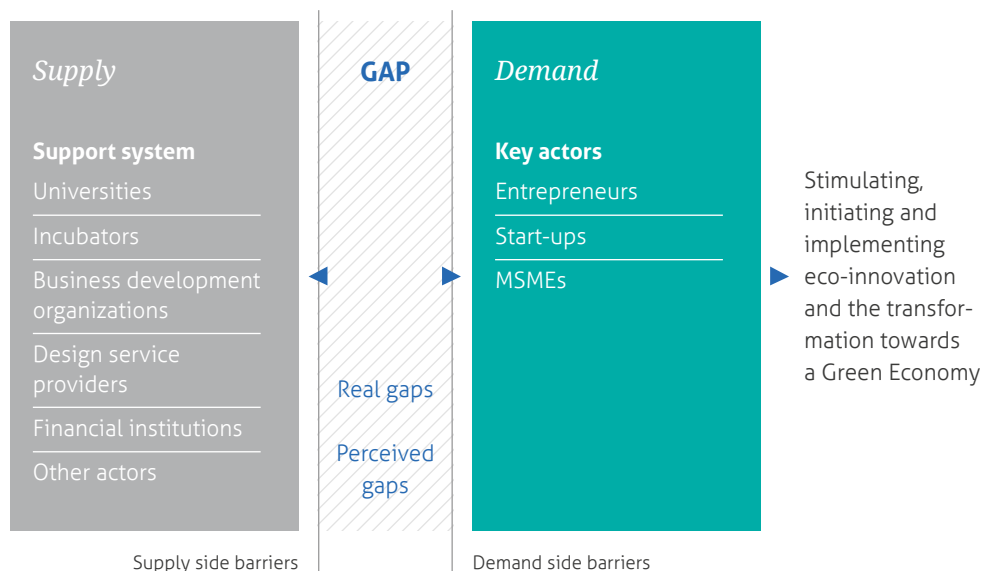 Supply
Support system
Universities
Incubators
Business development
organizations
Design service
providers
Financial institutions
Other actors
Supply side barriers
GAP
Real gaps
Perceived
gaps
Demand
Key actors
Entrepreneurs
Start-ups
MSMEs
Demand side barriers
Stimulating,
initiating and
implementing
eco-innovation
and the transfor-
mation towards
a Green Economy